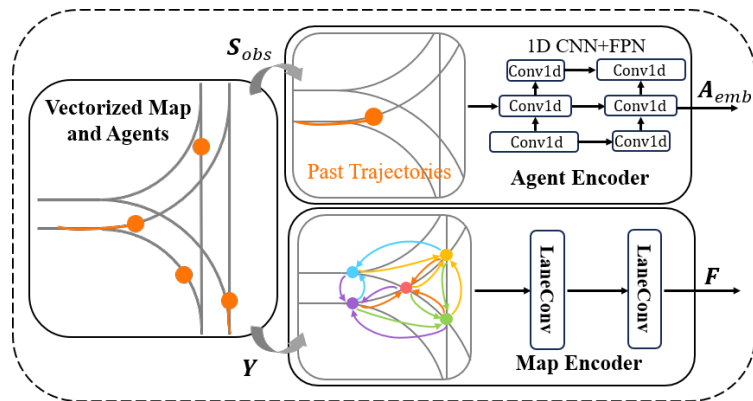 Vectorized Map
and Agents
S_obs
Y
1D CNN+FPN
Conv1d Conv1d
Conv1d Conv1d
Conv1d Conv1d
Past Trajectories
Agent Encoder
A_emb
LaneConv
LaneConv
Map Encoder
F